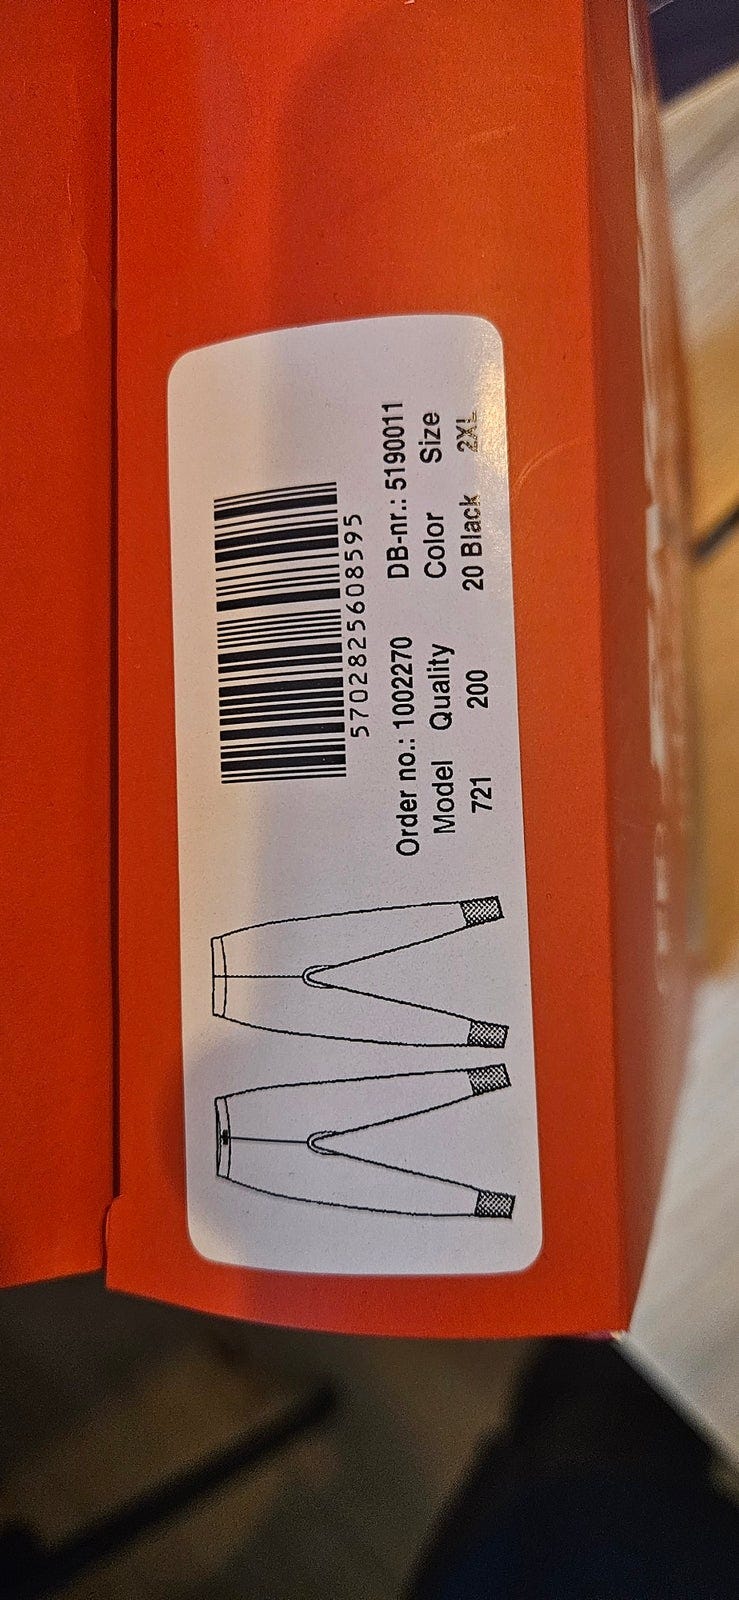 5702825608595
Order no.: 1002270 DB-nr.: 5190011
Model Quality Color Size
721 200 20 Black 2XL